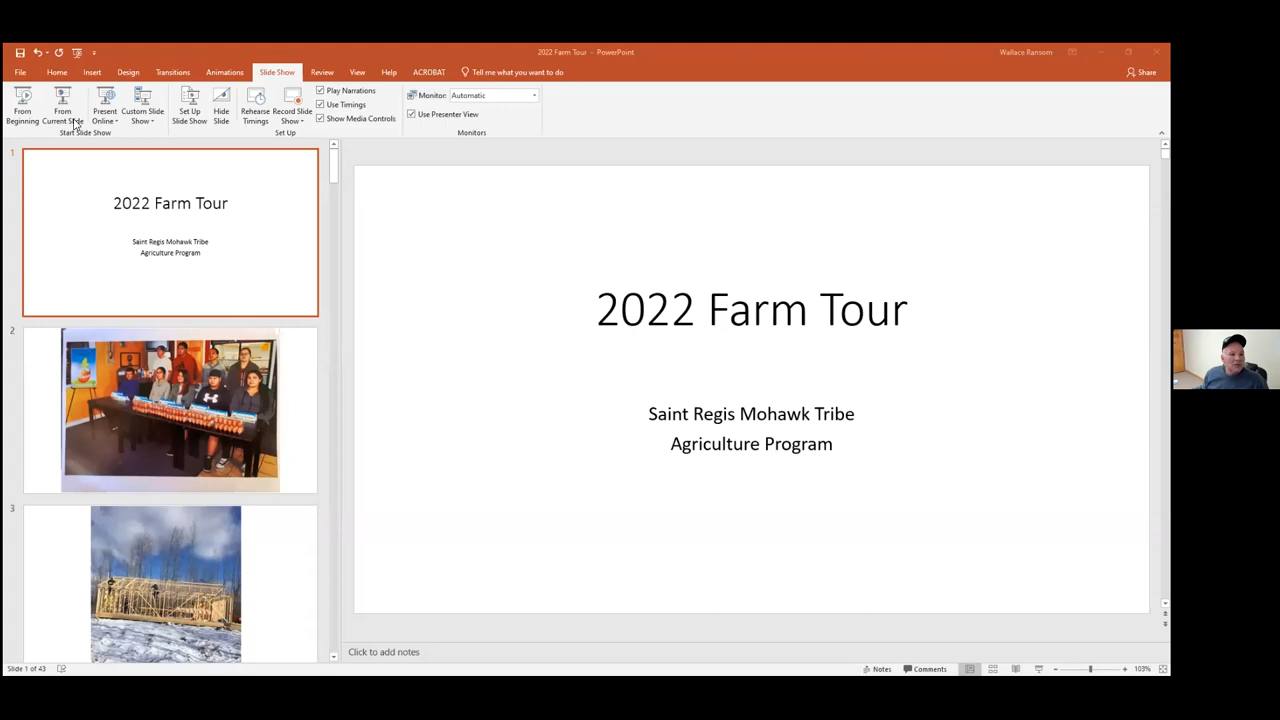 2022 Farm Tour - PowerPoint
Wallace Ransom
File Home Insert Design Transitions Animations Slide Show Review View Help ACROBAT Tell me what you want to do
Share
From Beginning
From Current Slide
Present Online
Custom Slide Show
Start Slide Show
Set Up Slide Show
Hide Slide
Rehearse Timings
Record Slide Show
Play Narrations
Use Timings
Show Media Controls
Set Up
Monitor: Automatic
Use Presenter View
Monitors
1
2022 Farm Tour
Saint Regis Mohawk Tribe
Agriculture Program
2
3
2022 Farm Tour
Saint Regis Mohawk Tribe
Agriculture Program
Click to add notes
Slide 1 of 43
Notes
Comments
103%